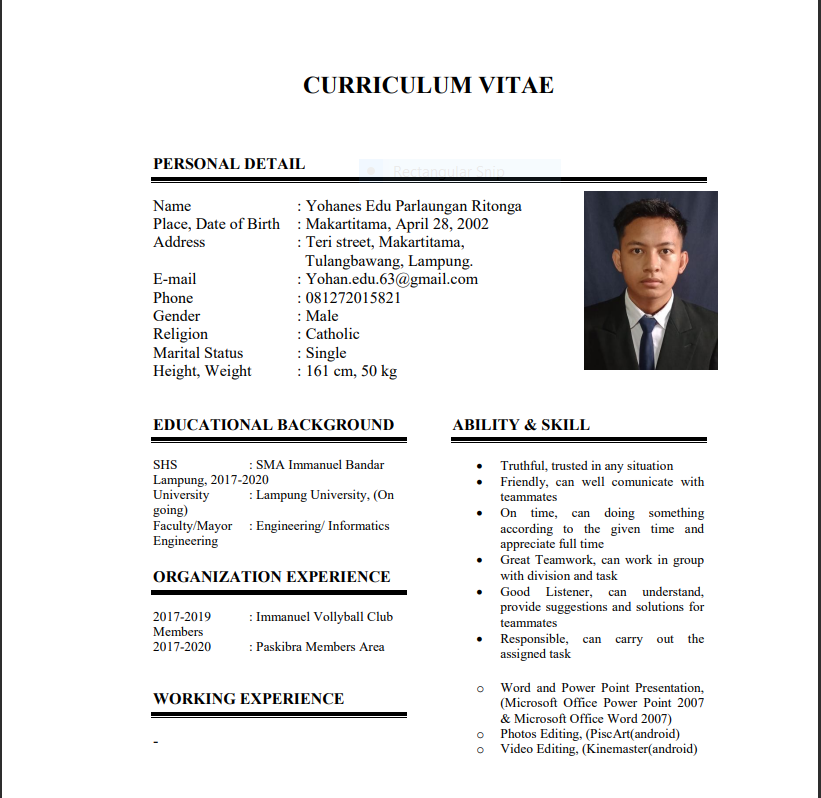 CURRICULUM VITAE
PERSONAL DETAIL
Rectangular Snip
Name : Yohanes Edu Parlaungan Ritonga
Place, Date of Birth : Makartitama, April 28, 2002
Address : Teri street, Makartitama,
Tulangbawang, Lampung.
E-mail : Yohan.edu.63@gmail.com
Phone : 081272015821
Gender : Male
Religion : Catholic
Marital Status : Single
Height, Weight : 161 cm, 50 kg
EDUCATIONAL BACKGROUND
SHS : SMA Immanuel Bandar
Lampung, 2017-2020
University : Lampung University, (On
going)
Faculty/Mayor : Engineering/ Informatics
Engineering
ORGANIZATION EXPERIENCE
2017-2019 : Immanuel Vollyball Club
Members
2017-2020 : Paskibra Members Area
WORKING EXPERIENCE
-
ABILITY & SKILL
• Truthful, trusted in any situation
• Friendly, can well comunicate with
teammates
• On time, can doing something
according to the given time and
appreciate full time
• Great Teamwork, can work in group
with division and task
• Good Listener, can understand,
provide suggestions and solutions for
teammates
• Responsible, can carry out the
assigned task
o Word and Power Point Presentation,
(Microsoft Office Power Point 2007
& Microsoft Office Word 2007)
o Photos Editing, (PiscArt(android)
o Video Editing, (Kinemaster(android)